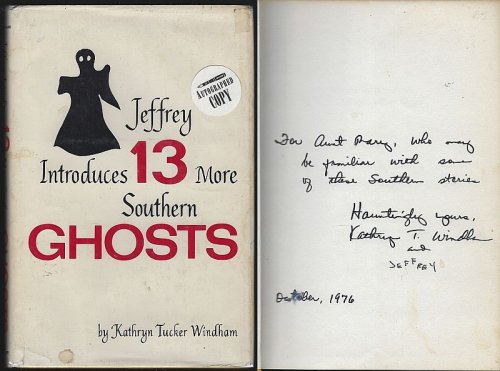 Jeffrey
Introduces 13 More
Southern
GHOSTS
by Kathryn Tucker Windham
AUTOGRAPHED
COPY
For Aunt Mary, who may
be familiar with some
of these Southern stories
Hauntingly yours,
Kathryn T. Windham
and
JEFFREY
October, 1976